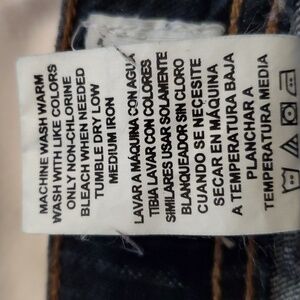 MACHINE WASH WARM
WASH WITH LIKE COLORS
ONLY NON-CHLORINE
BLEACH WHEN NEEDED
TUMBLE DRY LOW
MEDIUM IRON
LAVAR A MÁQUINA CON AGUA
TIBIA LAVAR CON COLORES
SIMILARES USAR SOLAMENTE
BLANQUEADOR SIN CLORO
CUANDO SE NECESITE
SECAR EN MÁQUINA
A TEMPERATURA BAJA
PLANCHAR A
TEMPERATURA MEDIA